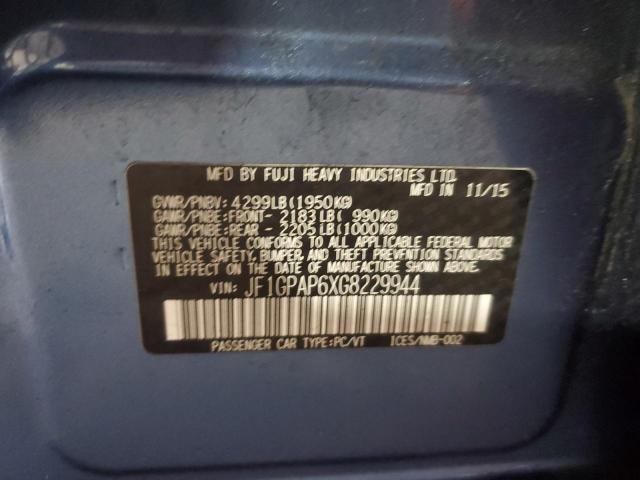 MFD BY FUJI HEAVY INDUSTRIES LTD.
MFD IN 11/15
GVWR/PNBV: 4299LB(1950KG)
GAWR/PNBE:FRONT- 2183LB( 990KG)
GAWR/PNBE:REAR - 2205LB(1000KG)
THIS VEHICLE CONFORMS TO ALL APPLICABLE FEDERAL MOTOR
VEHICLE SAFETY, BUMPER, AND THEFT PREVENTION STANDARDS
IN EFFECT ON THE DATE OF MANUFACTURE SHOWN ABOVE.
VIN: JF1GPAP6XG8229944
PASSENGER CAR TYPE:PC/VT ICES/NMB-002